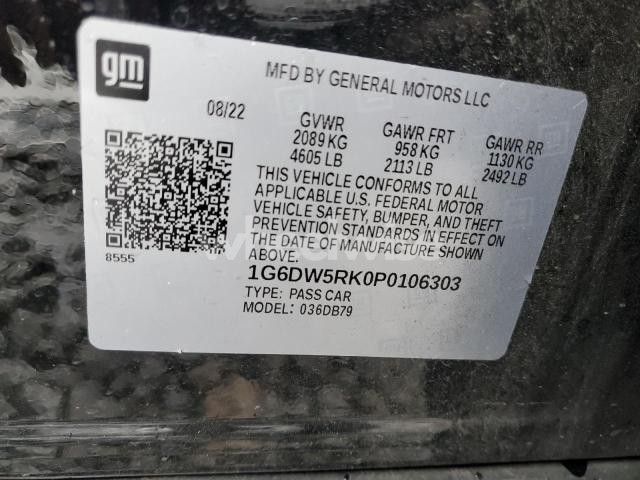 gm
MFD BY GENERAL MOTORS LLC
08/22
GVWR GAWR FRT GAWR RR
2089 KG 958 KG 1130 KG
4605 LB 2113 LB 2492 LB
THIS VEHICLE CONFORMS TO ALL
APPLICABLE U.S. FEDERAL MOTOR
VEHICLE SAFETY, BUMPER, AND THEFT
PREVENTION STANDARDS IN EFFECT ON
THE DATE OF MANUFACTURE SHOWN
ABOVE.
8555
1G6DW5RK0P0106303
TYPE: PASS CAR
MODEL: 036DB79